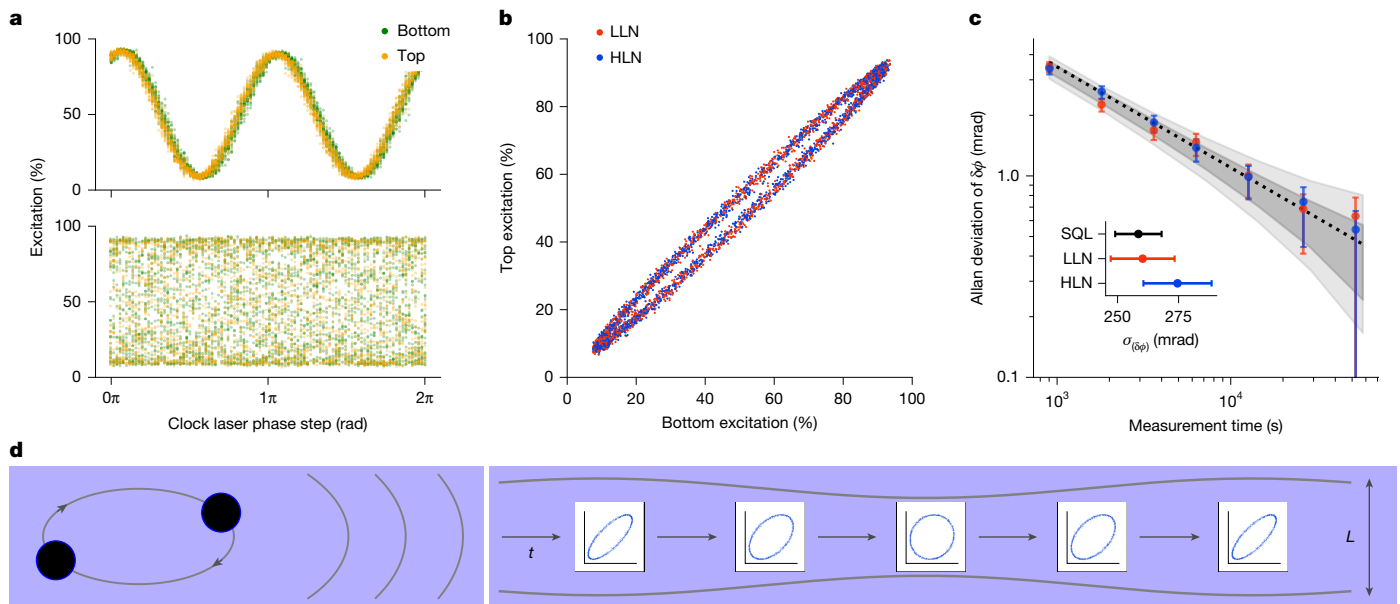 a
Bottom
Top
100
50
0
100
50
0
Excitation (%)
0π
1π
2π
Clock laser phase step (rad)
b
LLN
HLN
100
80
60
40
20
0
Top excitation (%)
0
20
40
60
80
100
Bottom excitation (%)
c
1.0
0.1
Allan deviation of δϕ (mrad)
SQL
LLN
HLN
250
275
σ(δϕ) (mrad)
10³
10⁴
Measurement time (s)
d
t
L